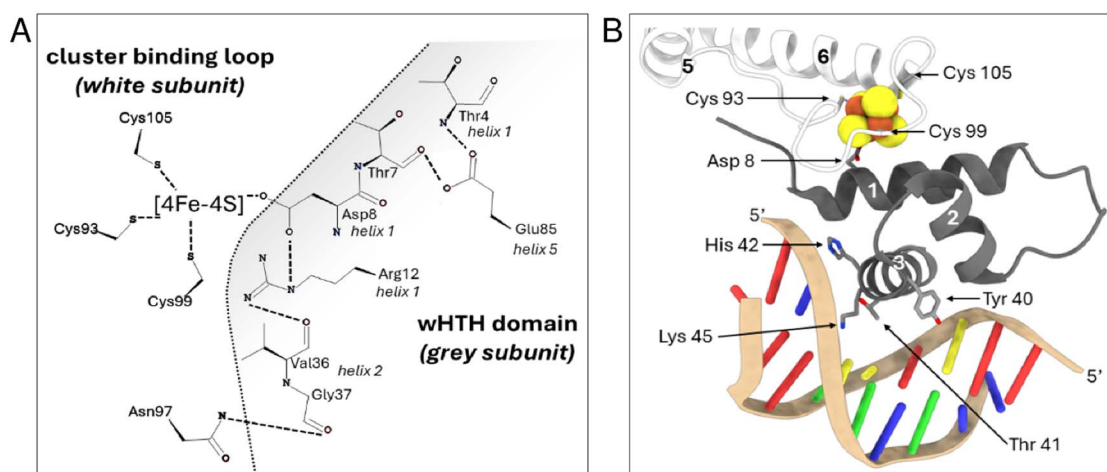 A
cluster binding loop
(white subunit)
Cys105
S
[4Fe-4S]
Cys93
S
S
Cys99
O
O
Thr4
helix 1
N
O
O
Thr7
N
O
O
O
Asp8
helix 1
N
O
O
Glu85
helix 5
N
N
N
Arg12
helix 1
wHTH domain
(grey subunit)
O
Val36
helix 2
N
Gly37
O
Asn97
N
O
B
5
6
Cys 105
Cys 93
Cys 99
Asp 8
1
2
5’
His 42
3
Tyr 40
Lys 45
5’
Thr 41